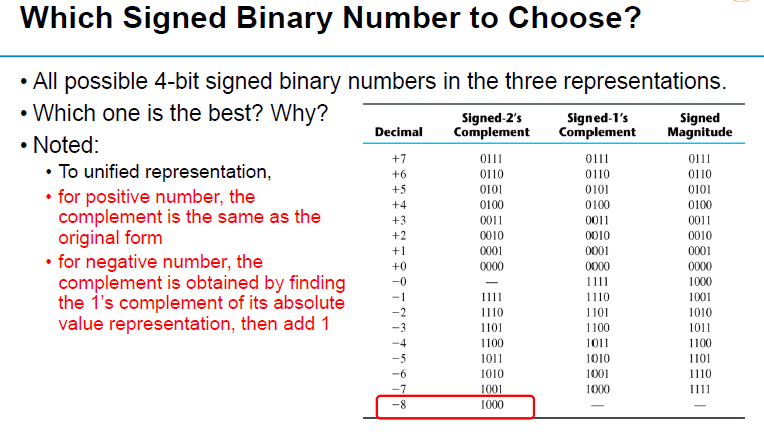 Which Signed Binary Number to Choose?
• All possible 4-bit signed binary numbers in the three representations.
• Which one is the best? Why?
• Noted:
• To unified representation,
• for positive number, the
complement is the same as the
original form
• for negative number, the
complement is obtained by finding
the 1's complement of its absolute
value representation, then add 1
Decimal Signed-2's Complement Signed-1's Complement Signed Magnitude
+7 0111 0111 0111
+6 0110 0110 0110
+5 0101 0101 0101
+4 0100 0100 0100
+3 0011 0011 0011
+2 0010 0010 0010
+1 0001 0001 0001
+0 0000 0000 0000
−0 — 1111 1000
−1 1111 1110 1001
−2 1110 1101 1010
−3 1101 1100 1011
−4 1100 1011 1100
−5 1011 1010 1101
−6 1010 1001 1110
−7 1001 1000 1111
−8 1000 — —